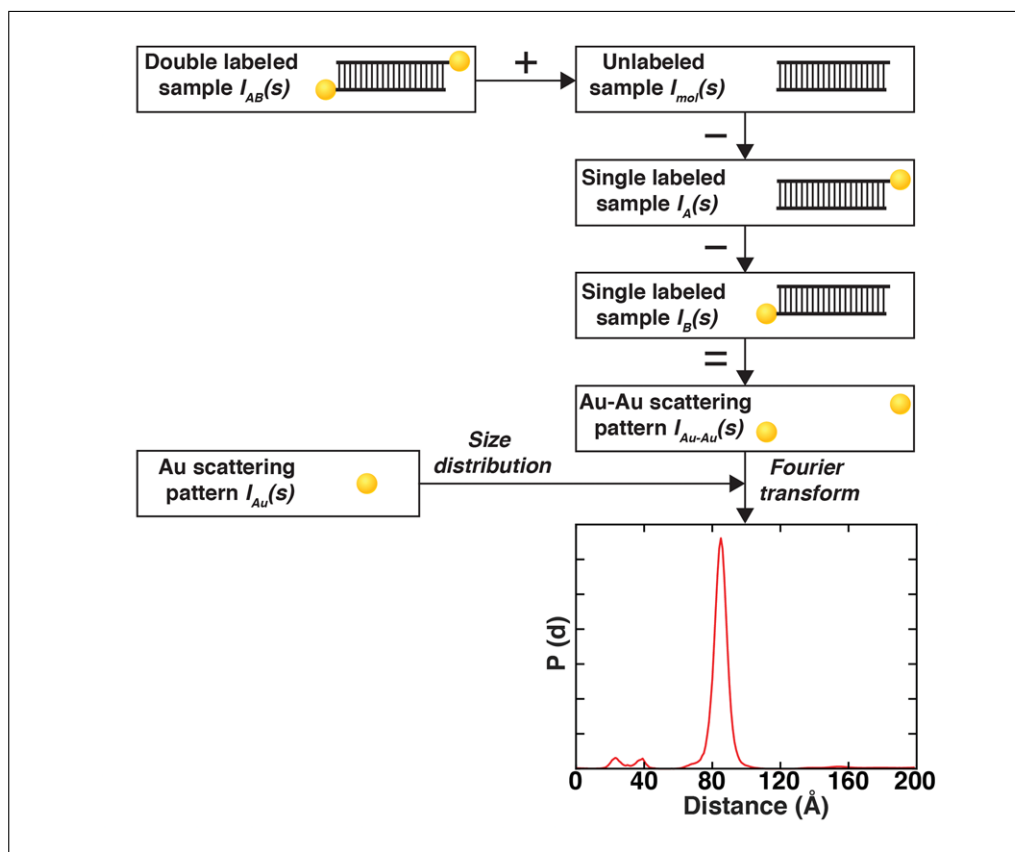 Double labeled
sample I_AB(s)
+
Unlabeled
sample I_mol(s)
−
Single labeled
sample I_A(s)
−
Single labeled
sample I_B(s)
=
Au-Au scattering
pattern I_Au-Au(s)
Size
distribution
Au scattering
pattern I_Au(s)
Fourier
transform
P (d)
0 40 80 120 160 200
Distance (Å)